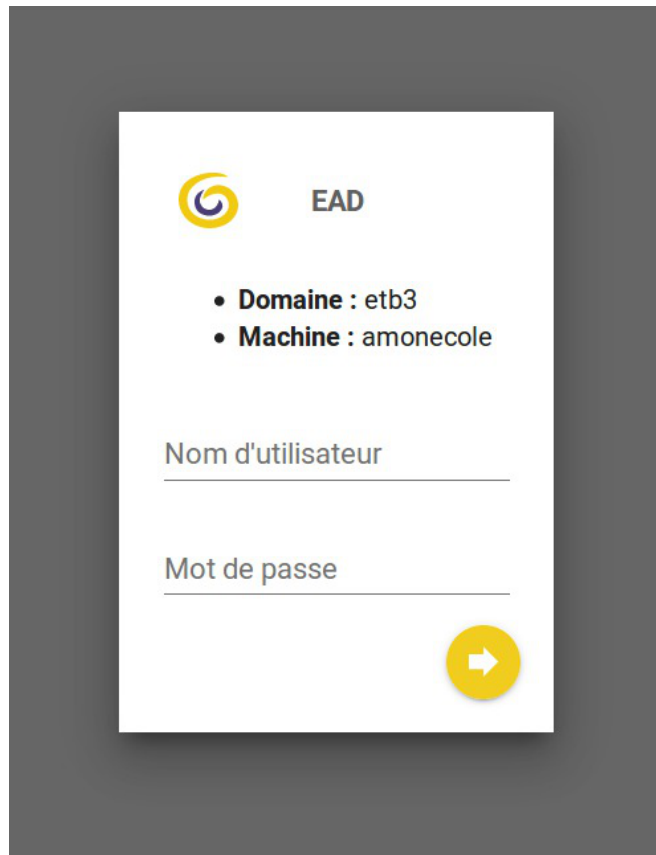 EAD
Domaine : etb3
Machine : amonecole
Nom d'utilisateur
Mot de passe